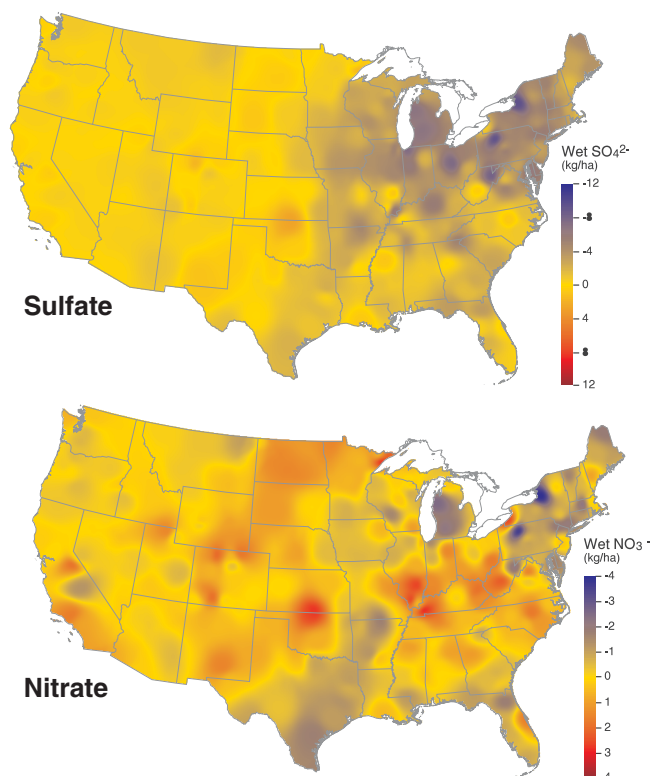 Wet SO₄²⁻
(kg/ha)
-12
-8
-4
0
4
8
12
Sulfate
Wet NO₃⁻
(kg/ha)
-4
-3
-2
-1
0
1
2
3
4
Nitrate